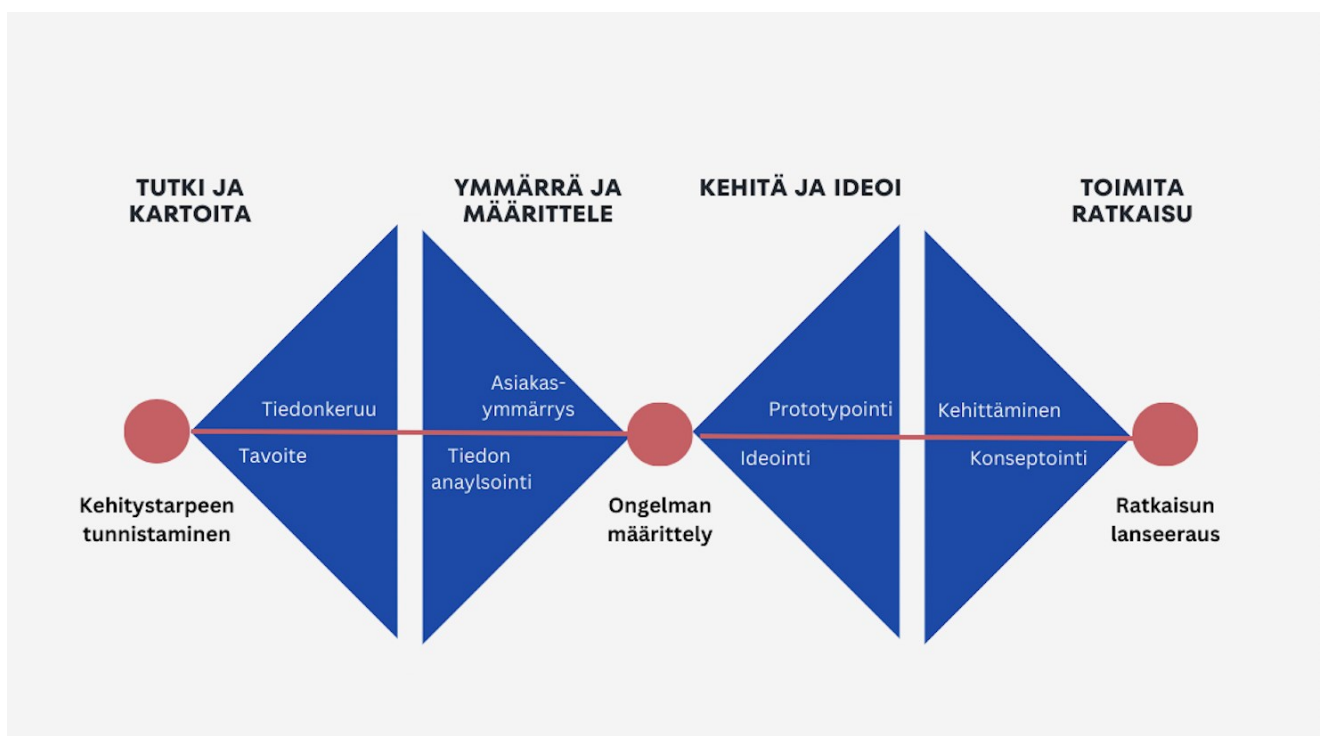 TUTKI JA
KARTOITA
YMMÄRRÄ JA
MÄÄRITTELE
KEHITÄ JA IDEOI
TOIMITA
RATKAISU
Tiedonkeruu
Tavoite
Asiakas-
ymmärrys
Tiedon
anaylsointi
Prototypointi
Ideointi
Kehittäminen
Konseptointi
Kehitystarpeen
tunnistaminen
Ongelman
määrittely
Ratkaisun
lanseeraus